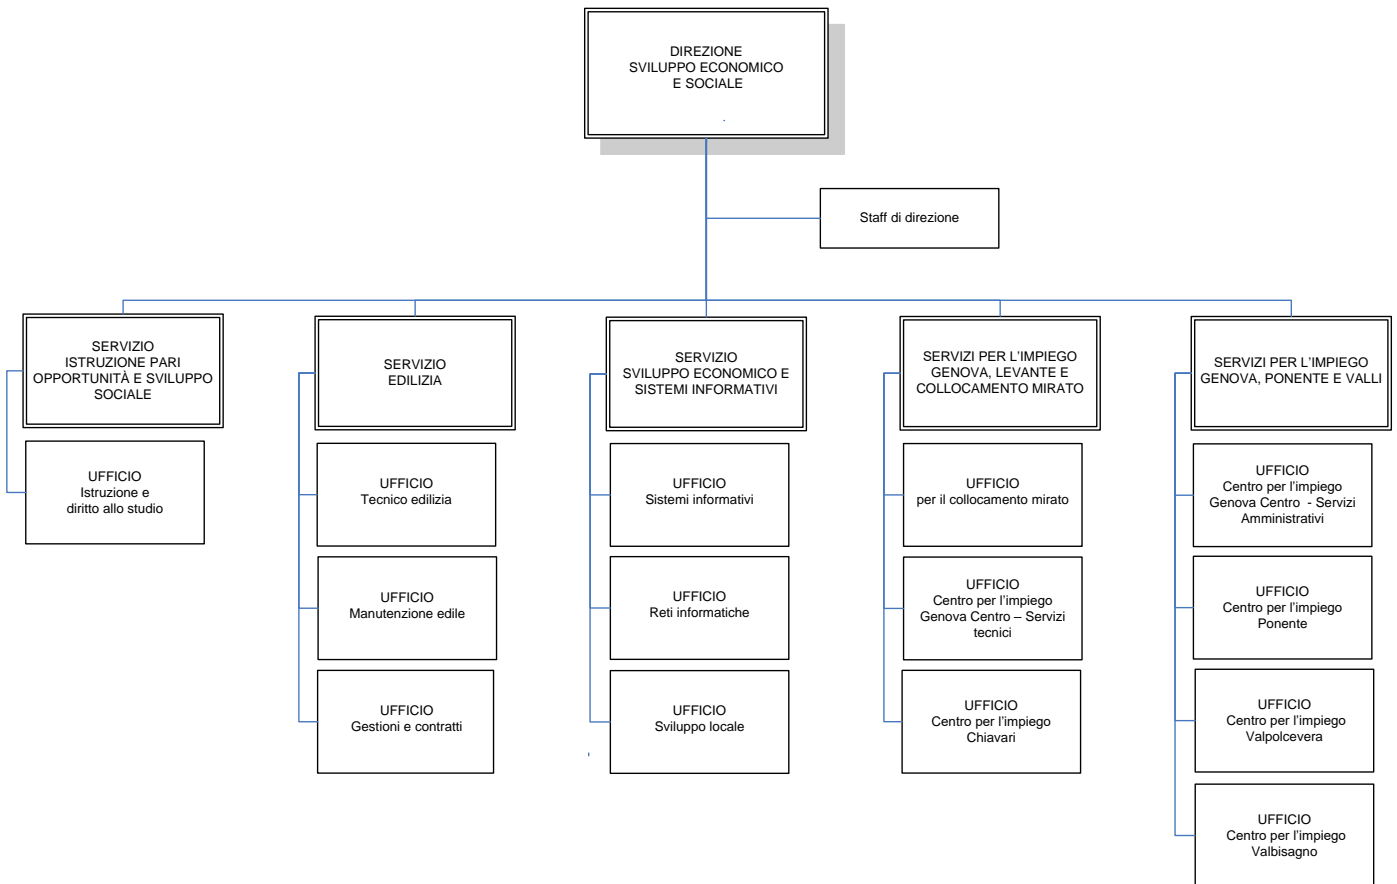 DIREZIONE
SVILUPPO ECONOMICO
E SOCIALE
Staff di direzione
SERVIZIO
ISTRUZIONE PARI
OPPORTUNITÀ E SVILUPPO
SOCIALE
UFFICIO
Istruzione e
diritto allo studio
SERVIZIO
EDILIZIA
UFFICIO
Tecnico edilizia
UFFICIO
Manutenzione edile
UFFICIO
Gestioni e contratti
SERVIZIO
SVILUPPO ECONOMICO E
SISTEMI INFORMATIVI
UFFICIO
Sistemi informativi
UFFICIO
Reti informatiche
UFFICIO
Sviluppo locale
SERVIZI PER L'IMPIEGO
GENOVA, LEVANTE E
COLLOCAMENTO MIRATO
UFFICIO
per il collocamento mirato
UFFICIO
Centro per l'impiego
Genova Centro – Servizi
tecnici
UFFICIO
Centro per l'impiego
Chiavari
SERVIZI PER L'IMPIEGO
GENOVA, PONENTE E VALLI
UFFICIO
Centro per l'impiego
Genova Centro - Servizi
Amministrativi
UFFICIO
Centro per l'impiego
Ponente
UFFICIO
Centro per l'impiego
Valpolcevera
UFFICIO
Centro per l'impiego
Valbisagno